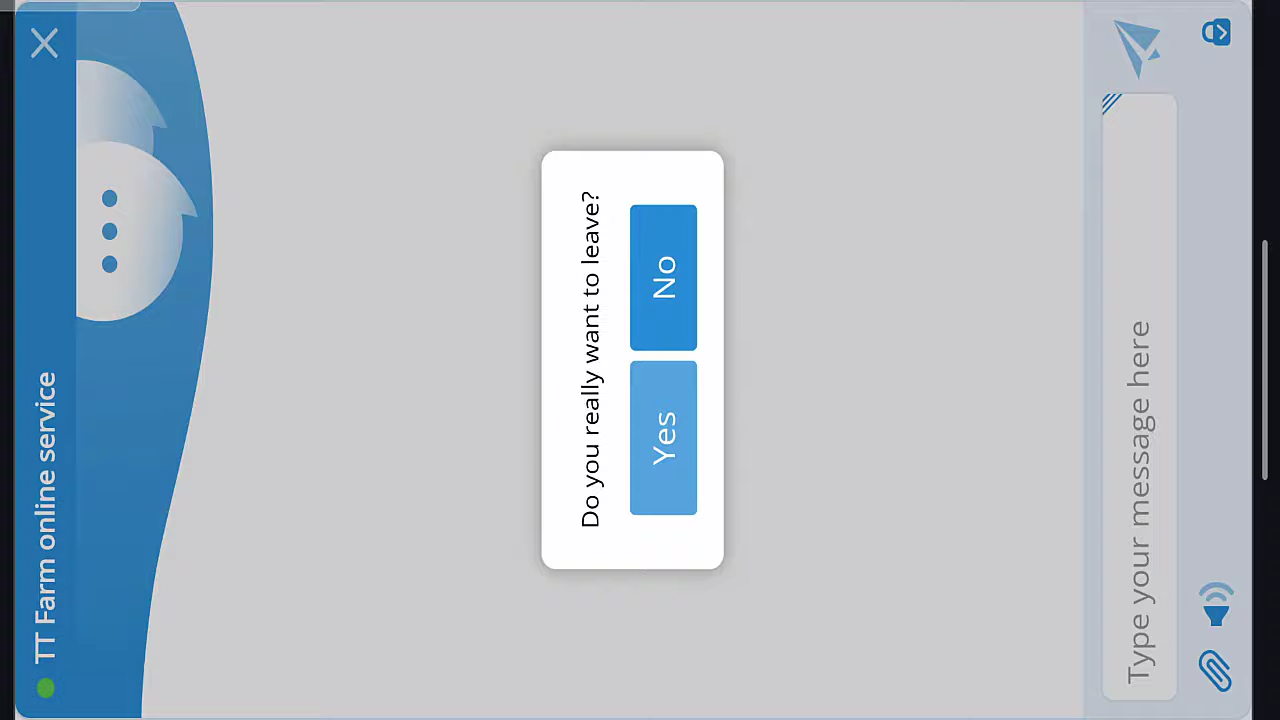 TT Farm online service
Do you really want to leave?
Yes No
Type your message here